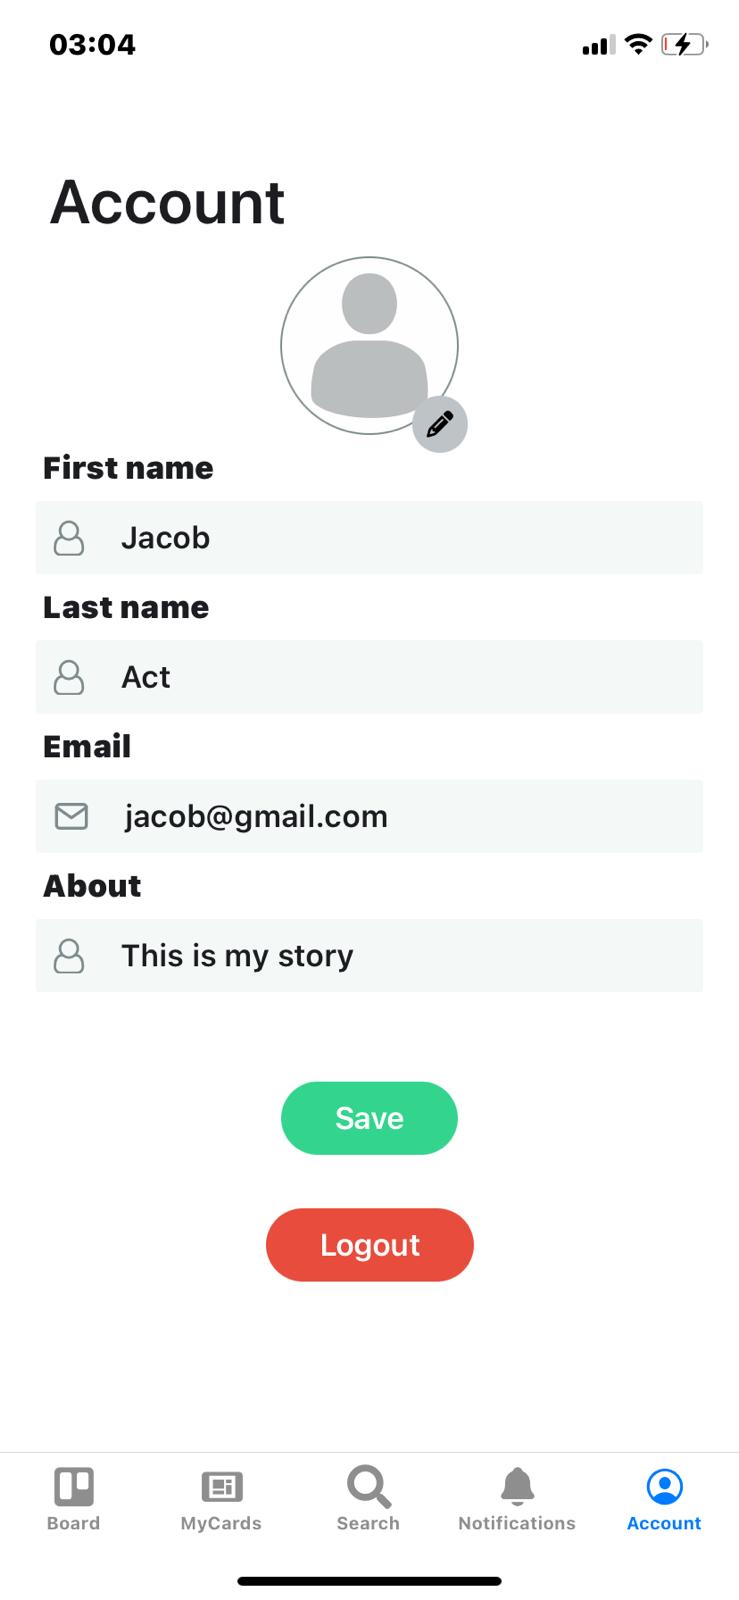 03:04
Account
First name
Jacob
Last name
Act
Email
jacob@gmail.com
About
This is my story
Save
Logout
Board MyCards Search Notifications Account